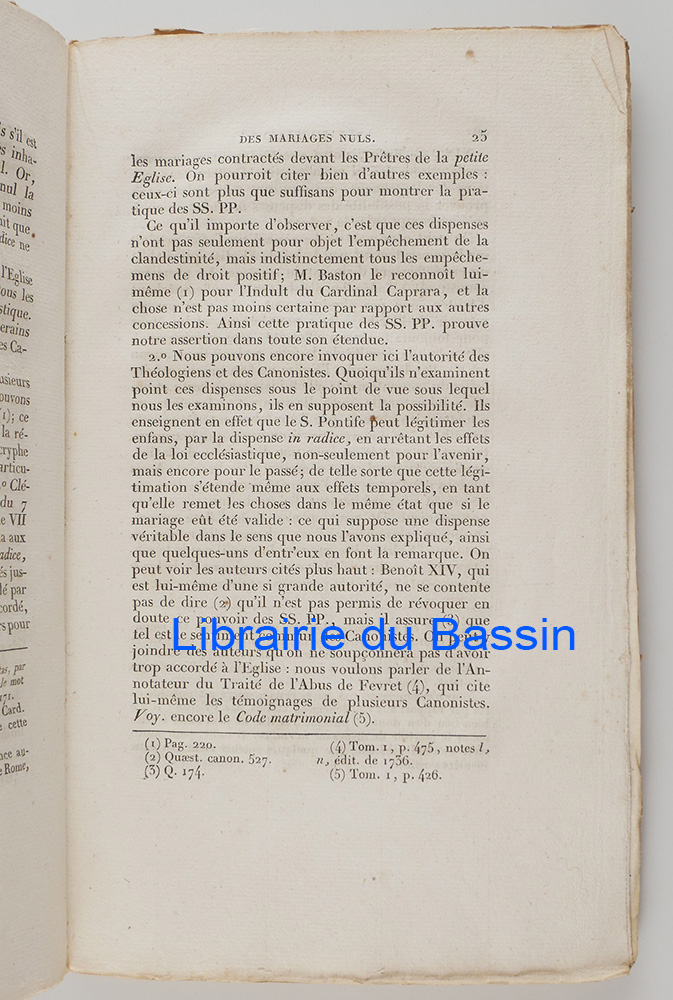 DES MARIAGES NULS. 25
les mariages contractés devant les Prêtres de la petite
Eglise. On pourroit citer bien d'autres exemples :
ceux-ci sont plus que suffisans pour montrer la pra-
tique des SS. PP.
Ce qu'il importe d'observer, c'est que ces dispenses
n'ont pas seulement pour objet l'empêchement de la
clandestinité, mais indistinctement tous les empêche-
mens de droit positif; M. Baston le reconnoît lui-
même (1) pour l'Indult du Cardinal Caprara, et la
chose n'est pas moins certaine par rapport aux autres
concessions. Ainsi cette pratique des SS. PP. prouve
notre assertion dans toute son étendue.
2.o Nous pouvons encore invoquer ici l'autorité des
Théologiens et des Canonistes. Quoiqu'ils n'examinent
point ces dispenses sous le point de vue sous lequel
nous les examinons, ils en supposent la possibilité. Ils
enseignent en effet que le S. Pontife peut légitimer les
enfans, par la dispense in radice, en arrêtant les effets
de la loi ecclésiastique, non-seulement pour l'avenir,
mais encore pour le passé; de telle sorte que cette légi-
timation s'étende même aux effets temporels, en tant
qu'elle remet les choses dans le même état que si le
mariage eût été valide : ce qui suppose une dispense
véritable dans le sens que nous l'avons expliqué, ainsi
que quelques-uns d'entr'eux en font la remarque. On
peut voir les auteurs cités plus haut : Benoît XIV, qui
est lui-même d'une si grande autorité, ne se contente
pas de dire (2) qu'il n'est pas permis de révoquer en
doute ce pouvoir des SS. PP., mais il assure (3) que
tel est le sentiment commun des Canonistes. On peut y
joindre des auteurs qu'on ne soupçonnera pas d'avoir
trop accordé à l'Eglise : nous voulons parler de l'An-
notateur du Traité de l'Abus de Fevret (4), qui cite
lui-même les témoignages de plusieurs Canonistes.
Voy. encore le Code matrimonial (5).
(1) Pag. 220.
(2) Quæst. canon. 527.
(3) Q. 174.
(4) Tom. 1, p. 475, notes l,
n, édit. de 1736.
(5) Tom. 1, p. 426.
Librairie du Bassin